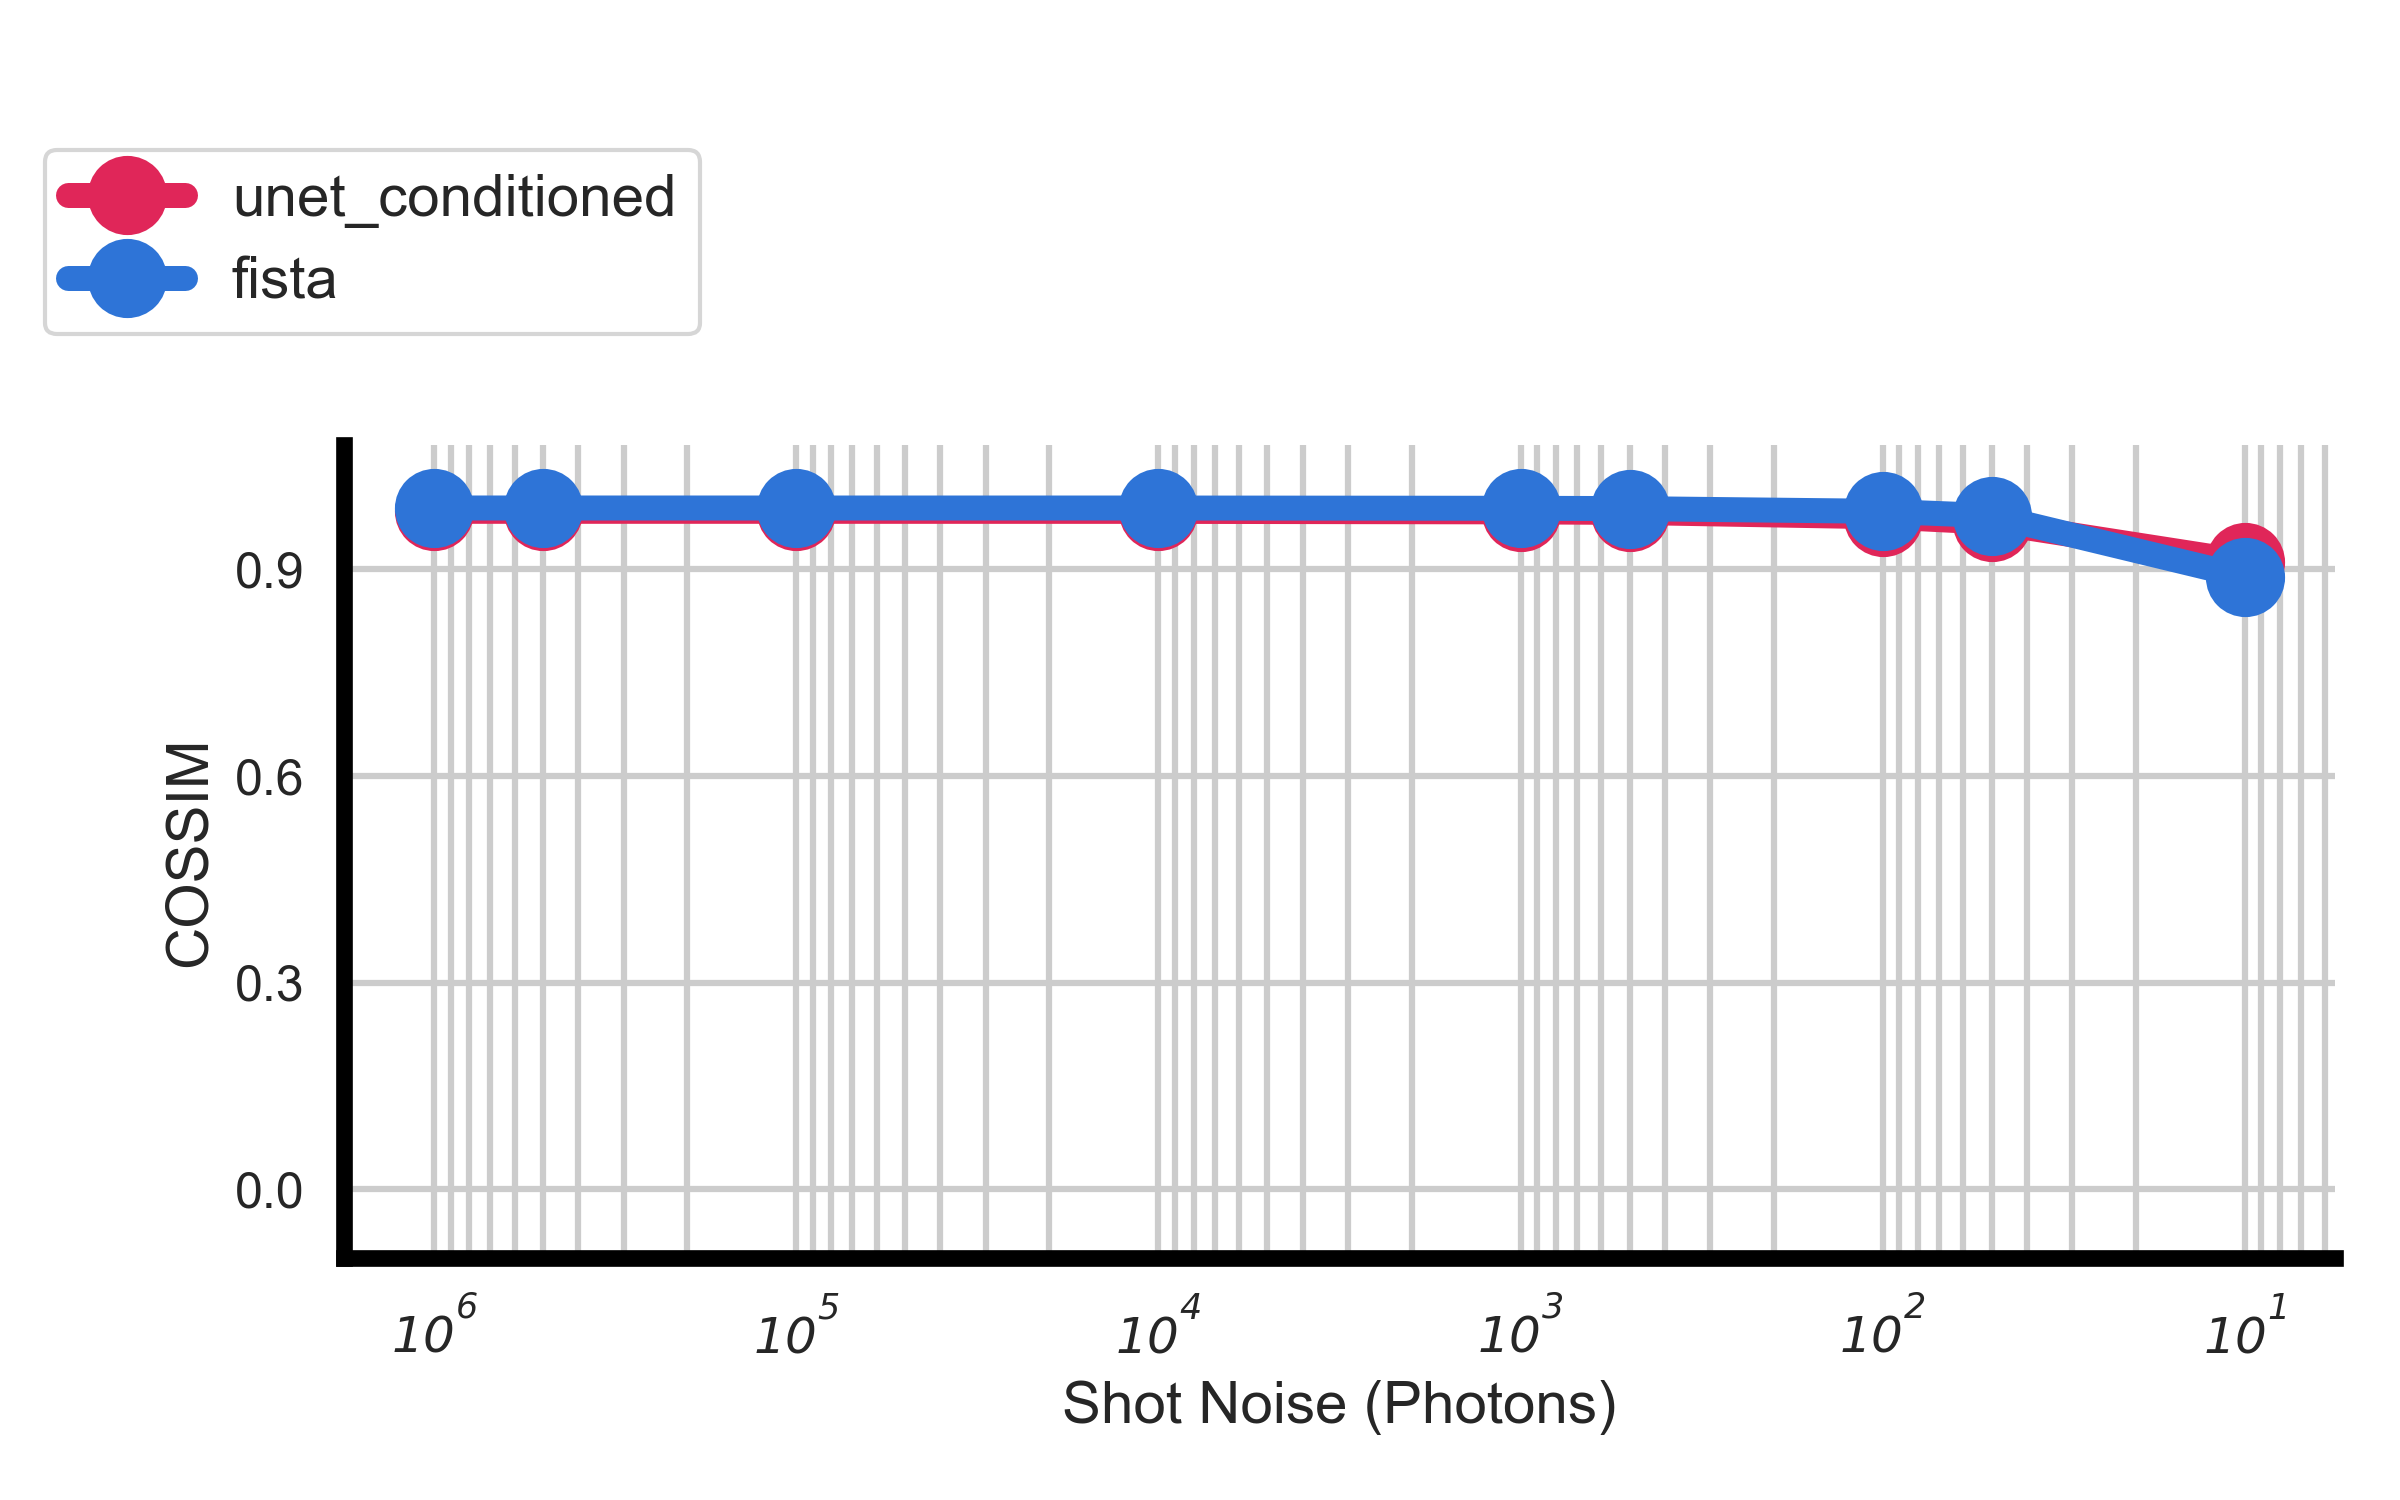 unet_conditioned
fista
COSSIM
0.9
0.6
0.3
0.0
10^6 10^5 10^4 10^3 10^2 10^1
Shot Noise (Photons)